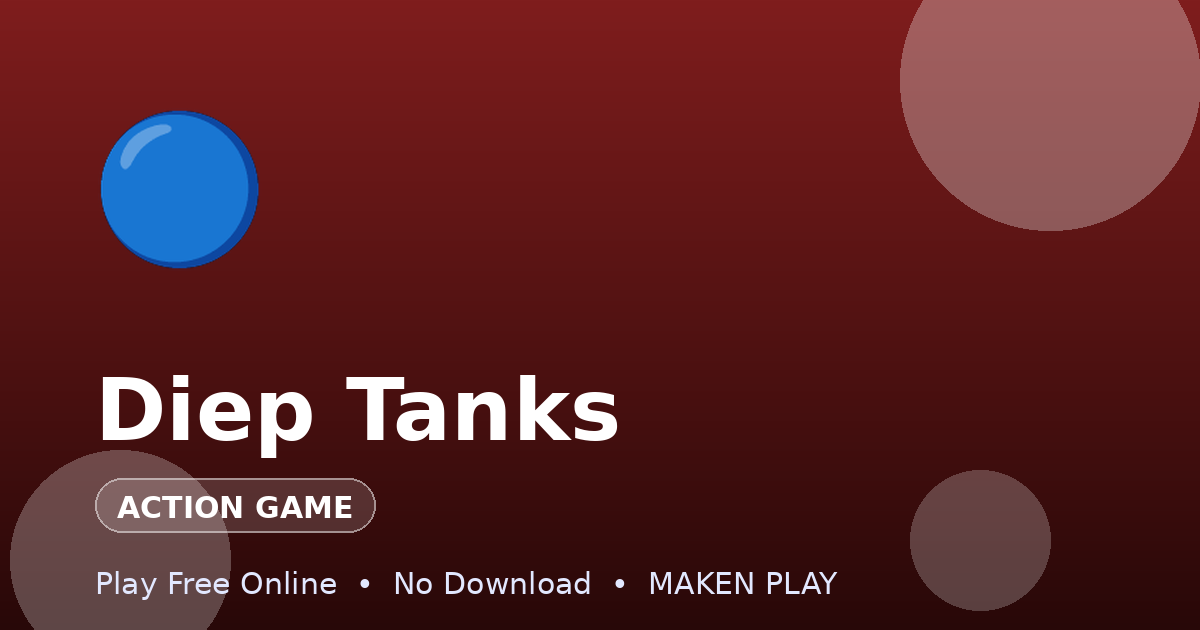 Diep Tanks
ACTION GAME
Play Free Online • No Download • MAKEN PLAY